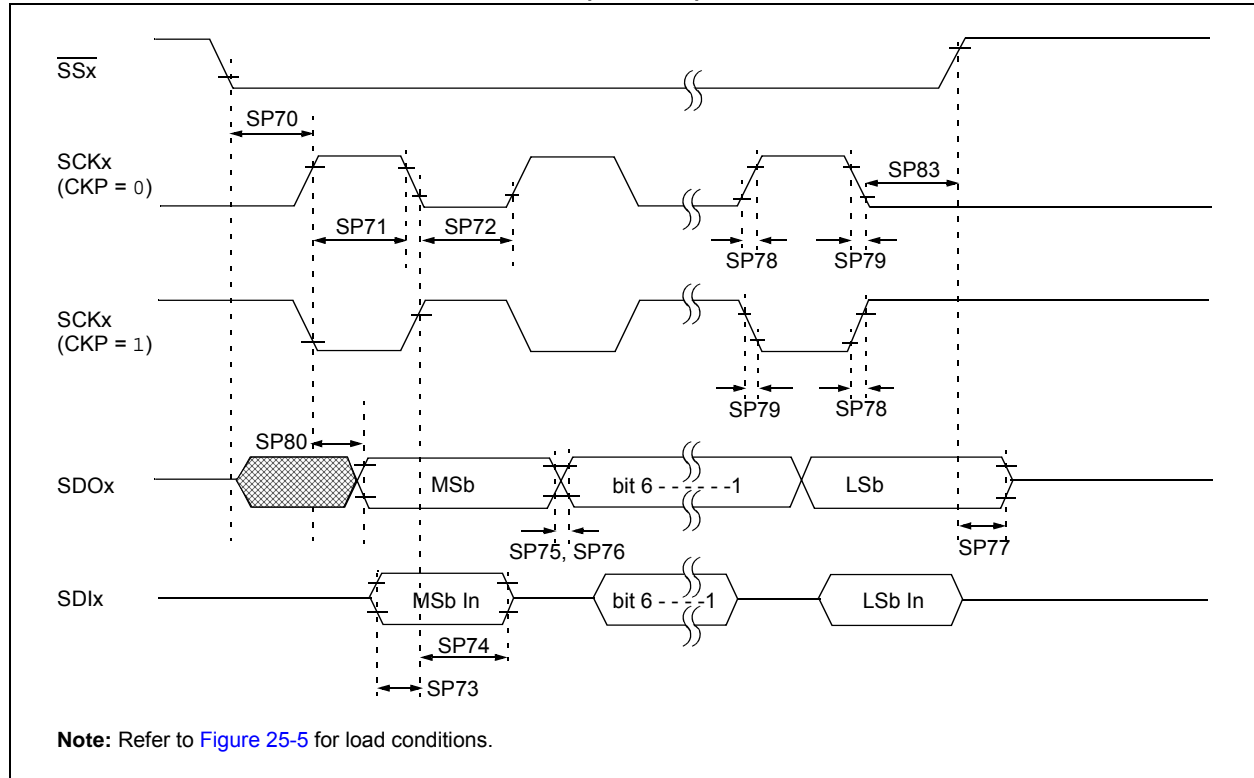 SSx
SP70
SCKx
(CKP = 0)
SP83
SP71
SP72
SP78
SP79
SCKx
(CKP = 1)
SP79
SP78
SP80
SDOx
MSb
bit 6 - - - - - -1
LSb
SP75, SP76
SP77
SDIx
MSb In
bit 6 - - - -1
LSb In
SP74
SP73
Note: Refer to Figure 25-5 for load conditions.